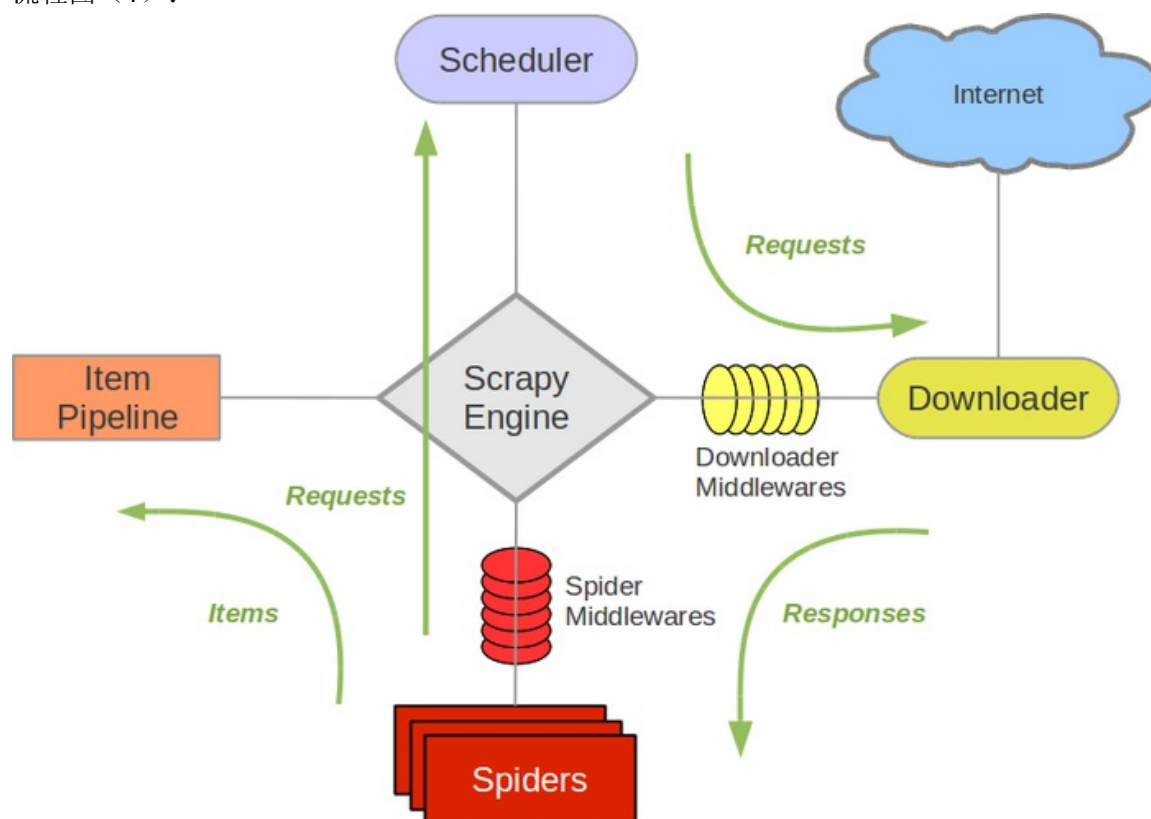 Scheduler
Internet
Requests
Item
Pipeline
Scrapy
Engine
Downloader
Downloader
Middlewares
Requests
Items
Spider
Middlewares
Responses
Spiders